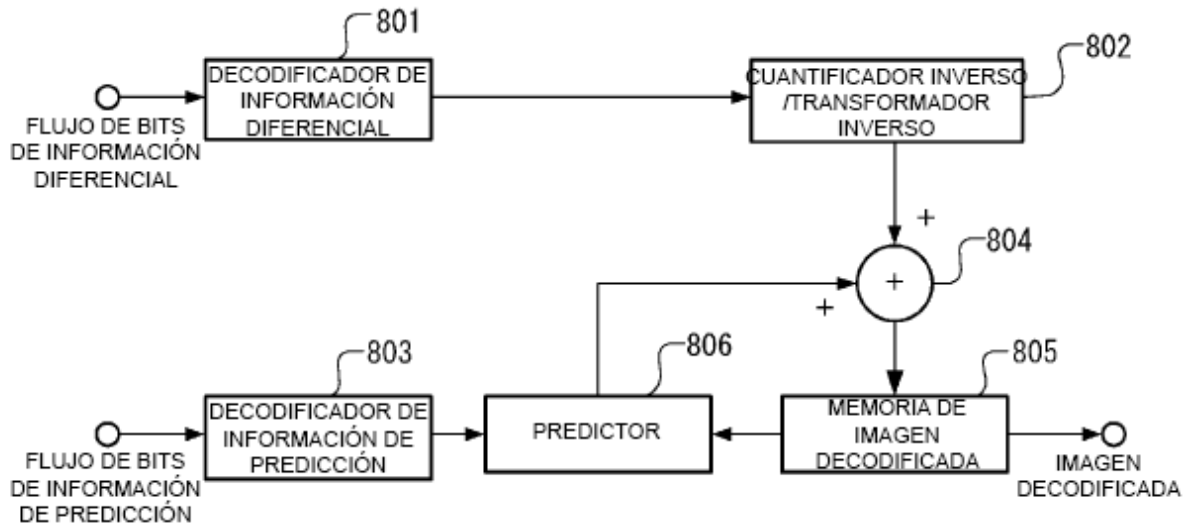 801
DECODIFICADOR DE
INFORMACIÓN
DIFERENCIAL
802
CUANTIFICADOR INVERSO
/TRANSFORMADOR
INVERSO
FLUJO DE BITS
DE INFORMACIÓN
DIFERENCIAL
+
804
+
+
803
DECODIFICADOR DE
INFORMACIÓN DE
PREDICCIÓN
806
PREDICTOR
805
MEMORIA DE
IMAGEN
DECODIFICADA
FLUJO DE BITS
DE INFORMACIÓN
DE PREDICCIÓN
IMAGEN
DECODIFICADA